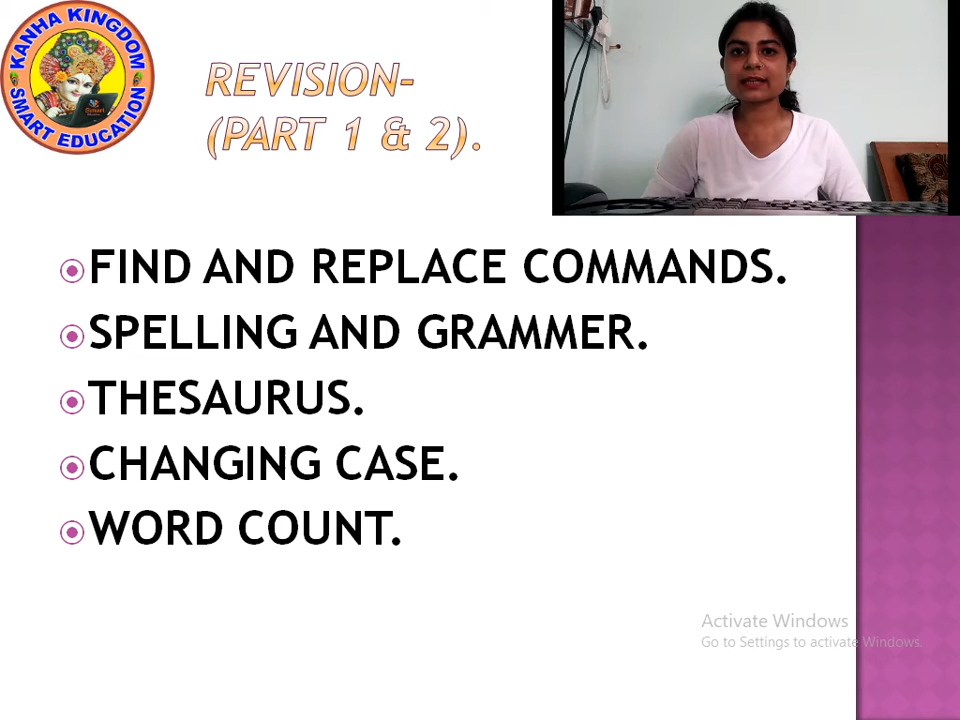 KANHA KINGDOM
SMART EDUCATION
REVISION-
(PART 1 & 2).
FIND AND REPLACE COMMANDS.
SPELLING AND GRAMMER.
THESAURUS.
CHANGING CASE.
WORD COUNT.
Activate Windows
Go to Settings to activate Windows.